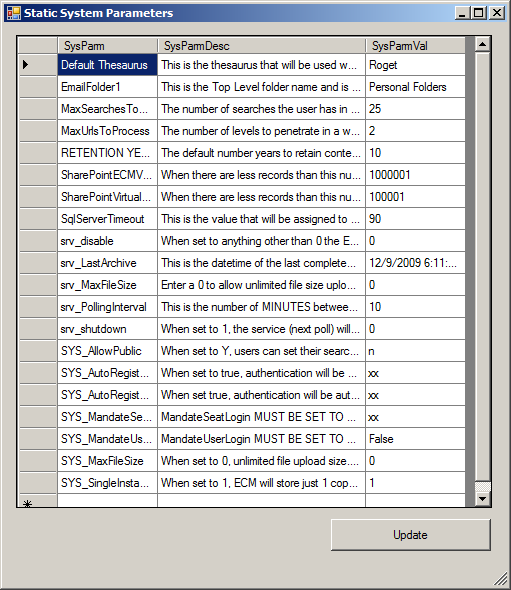 Static System Parameters
SysParm SysParmDesc SysParmVal
Default Thesaurus This is the thesaurus that will be used w... Roget
EmailFolder1 This is the Top Level folder name and is ... Personal Folders
MaxSearchesTo... The number of searches the user has in ... 25
MaxUrlsToProcess The number of levels to penetrate in a w... 2
RETENTION YE... The default number years to retain conte... 10
SharePointECMV... When there are less records than this nu... 1000001
SharePointVirtual... When there are less records than this nu... 100001
SqlServerTimeout This is the value that will be assigned to ... 90
srv_disable When set to anything other than 0 the E... 0
srv_LastArchive This is the datetime of the last complete... 12/9/2009 6:11:...
srv_MaxFileSize Enter a 0 to allow unlimited file size uplo... 0
srv_PollingInterval This is the number of MINUTES betwee... 10
srv_shutdown When set to 1, the service (next poll) will... 0
SYS_AllowPublic When set to Y, users can set their searc... n
SYS_AutoRegist... When set to true, authentication will be ... xx
SYS_AutoRegist... When set true, authentication will be aut... xx
SYS_MandateSe... MandateSeatLogin MUST BE SET TO ... xx
SYS_MandateUs... MandateUserLogin MUST BE SET TO ... False
SYS_MaxFileSize When set to 0, unlimited file upload size.... 0
SYS_SingleInsta... When set to 1, ECM will store just 1 cop... 1
Update